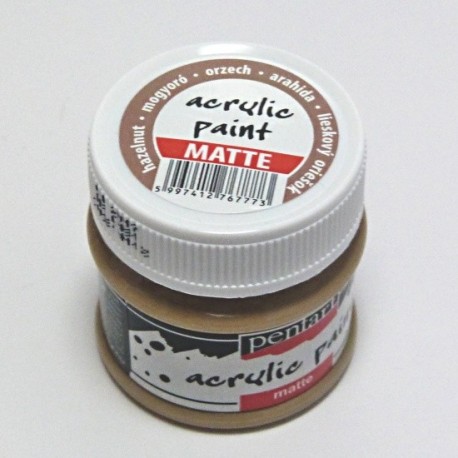 hazelnut · mogyoró · orzech · arahida · lieskový oriešok
acrylic
paint
MATTE
5 997412 767773
pentart
acrylic paint
matte